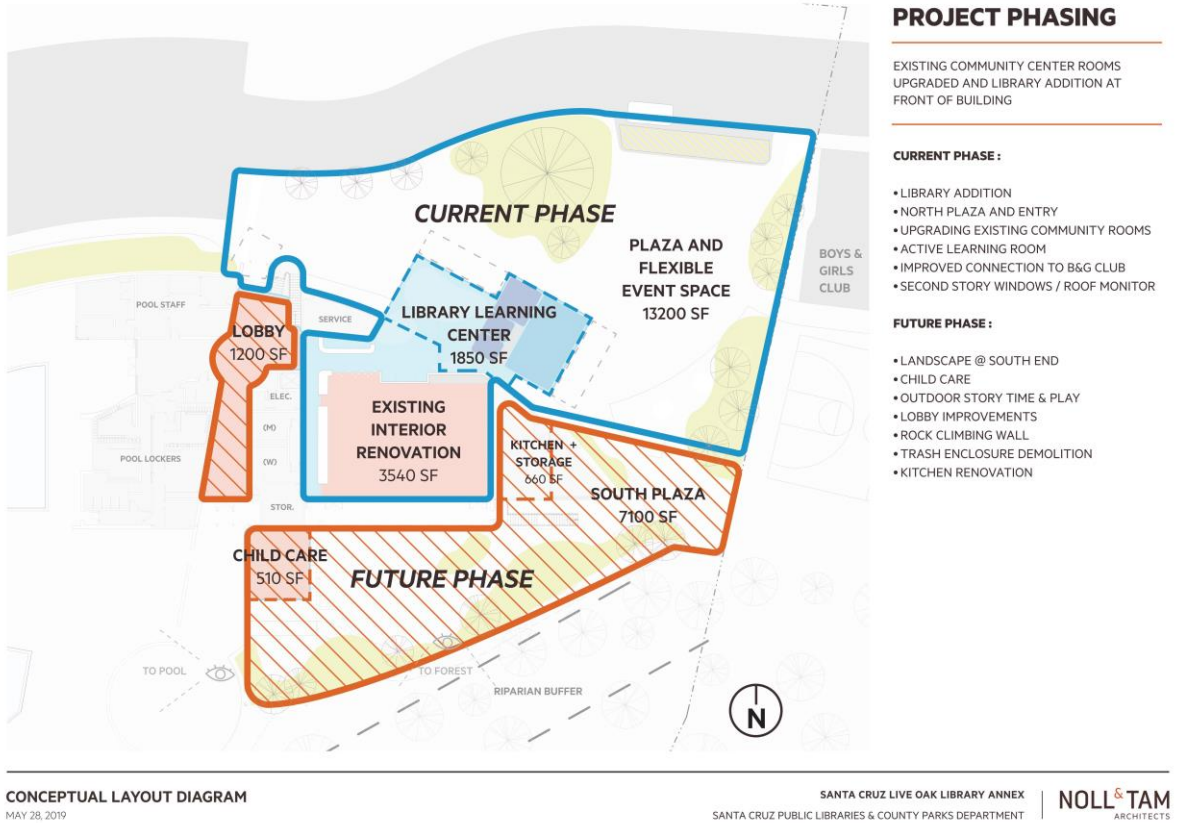 PROJECT PHASING
EXISTING COMMUNITY CENTER ROOMS
UPGRADED AND LIBRARY ADDITION AT
FRONT OF BUILDING
CURRENT PHASE :
• LIBRARY ADDITION
• NORTH PLAZA AND ENTRY
• UPGRADING EXISTING COMMUNITY ROOMS
• ACTIVE LEARNING ROOM
• IMPROVED CONNECTION TO B&G CLUB
• SECOND STORY WINDOWS / ROOF MONITOR
FUTURE PHASE :
• LANDSCAPE @ SOUTH END
• CHILD CARE
• OUTDOOR STORY TIME & PLAY
• LOBBY IMPROVEMENTS
• ROCK CLIMBING WALL
• TRASH ENCLOSURE DEMOLITION
• KITCHEN RENOVATION
CURRENT PHASE
PLAZA AND
FLEXIBLE
EVENT SPACE
13200 SF
BOYS &
GIRLS
CLUB
POOL STAFF
LOBBY
1200 SF
SERVICE
LIBRARY LEARNING
CENTER
1850 SF
ELEC.
(M)
(W)
POOL LOCKERS
STOR.
EXISTING
INTERIOR
RENOVATION
3540 SF
KITCHEN +
STORAGE
660 SF
SOUTH PLAZA
7100 SF
CHILD CARE
510 SF
FUTURE PHASE
TO POOL
TO FOREST
RIPARIAN BUFFER
N
CONCEPTUAL LAYOUT DIAGRAM
MAY 28, 2019
SANTA CRUZ LIVE OAK LIBRARY ANNEX
SANTA CRUZ PUBLIC LIBRARIES & COUNTY PARKS DEPARTMENT
NOLL & TAM
ARCHITECTS